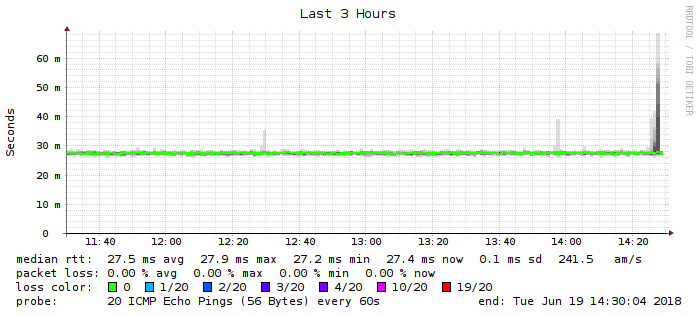 Last 3 Hours
RRDTOOL / TOBI OETIKER
Seconds
60 m
50 m
40 m
30 m
20 m
10 m
0
11:40 12:00 12:20 12:40 13:00 13:20 13:40 14:00 14:20
median rtt: 27.5 ms avg 27.9 ms max 27.2 ms min 27.4 ms now 0.1 ms sd 241.5 am/s
packet loss: 0.00 % avg 0.00 % max 0.00 % min 0.00 % now
loss color: 0 1/20 2/20 3/20 4/20 10/20 19/20
probe: 20 ICMP Echo Pings (56 Bytes) every 60s end: Tue Jun 19 14:30:04 2018